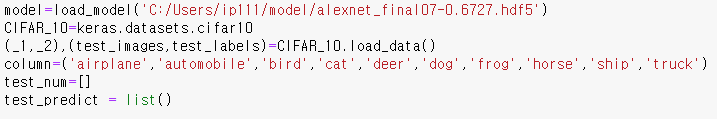 model=load_model('C:/Users/ip111/model/alexnet_final07-0.6727.hdf5')
CIFAR_10=keras.datasets.cifar10
(_1,_2),(test_images,test_labels)=CIFAR_10.load_data()
column=('airplane','automobile','bird','cat','deer','dog','frog','horse','ship','truck')
test_num=[]
test_predict = list()